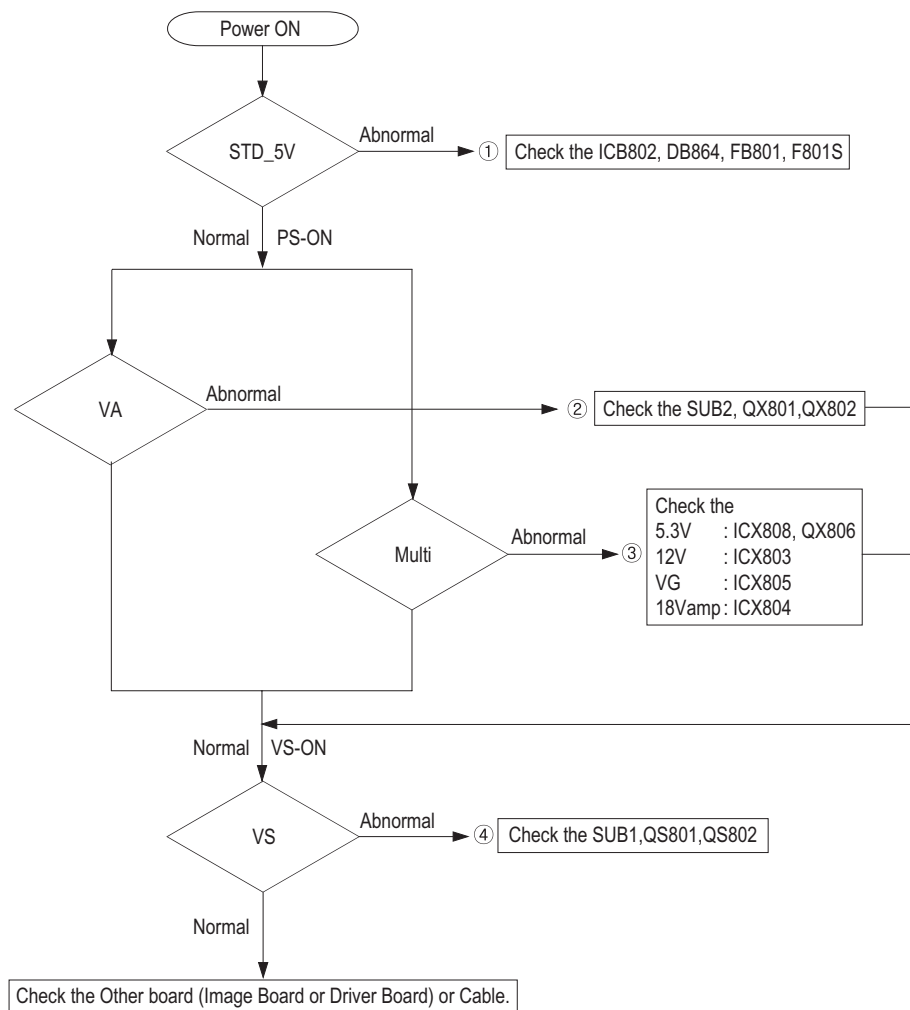 Power ON
STD_5V
Abnormal
① Check the ICB802, DB864, FB801, F801S
Normal PS-ON
VA
Abnormal
② Check the SUB2, QX801,QX802
Multi
Abnormal
③ Check the
5.3V : ICX808, QX806
12V : ICX803
VG : ICX805
18Vamp : ICX804
Normal VS-ON
VS
Abnormal
④ Check the SUB1,QS801,QS802
Normal
Check the Other board (Image Board or Driver Board) or Cable.